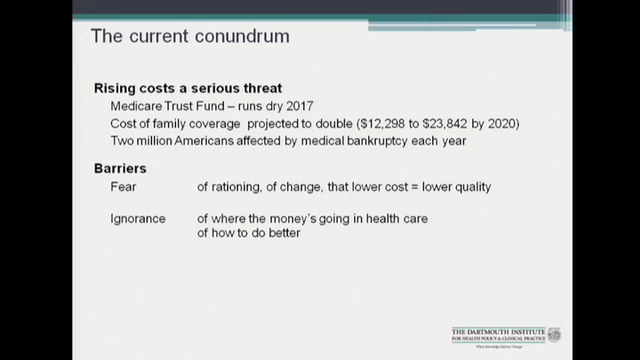 The current conundrum
Rising costs a serious threat
Medicare Trust Fund – runs dry 2017
Cost of family coverage projected to double ($12,298 to $23,842 by 2020)
Two million Americans affected by medical bankruptcy each year
Barriers
Fear of rationing, of change, that lower cost = lower quality
Ignorance of where the money's going in health care
of how to do better
THE DARTMOUTH INSTITUTE
FOR HEALTH POLICY & CLINICAL PRACTICE